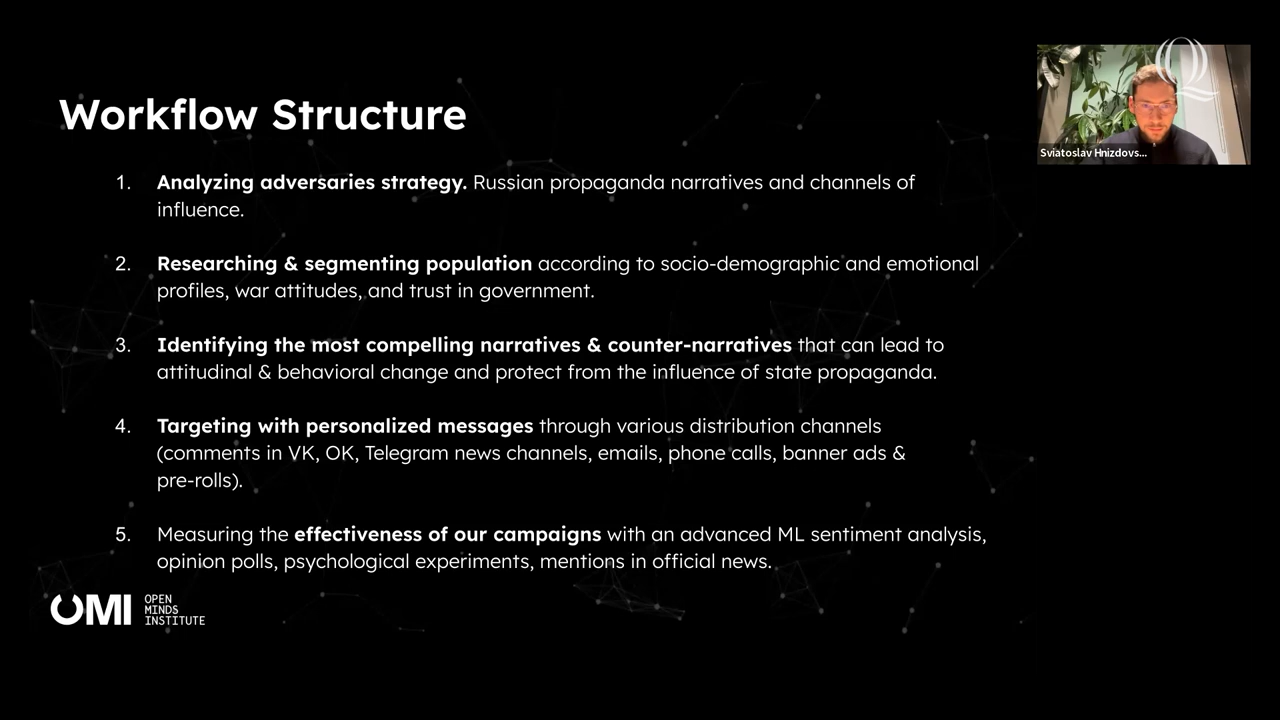 Workflow Structure
1. Analyzing adversaries strategy. Russian propaganda narratives and channels of
influence.
2. Researching & segmenting population according to socio-demographic and emotional
profiles, war attitudes, and trust in government.
3. Identifying the most compelling narratives & counter-narratives that can lead to
attitudinal & behavioral change and protect from the influence of state propaganda.
4. Targeting with personalized messages through various distribution channels
(comments in VK, OK, Telegram news channels, emails, phone calls, banner ads &
pre-rolls).
5. Measuring the effectiveness of our campaigns with an advanced ML sentiment analysis,
opinion polls, psychological experiments, mentions in official news.
OMI
OPEN
MINDS
INSTITUTE
Q
Sviatoslav Hnizdovs...